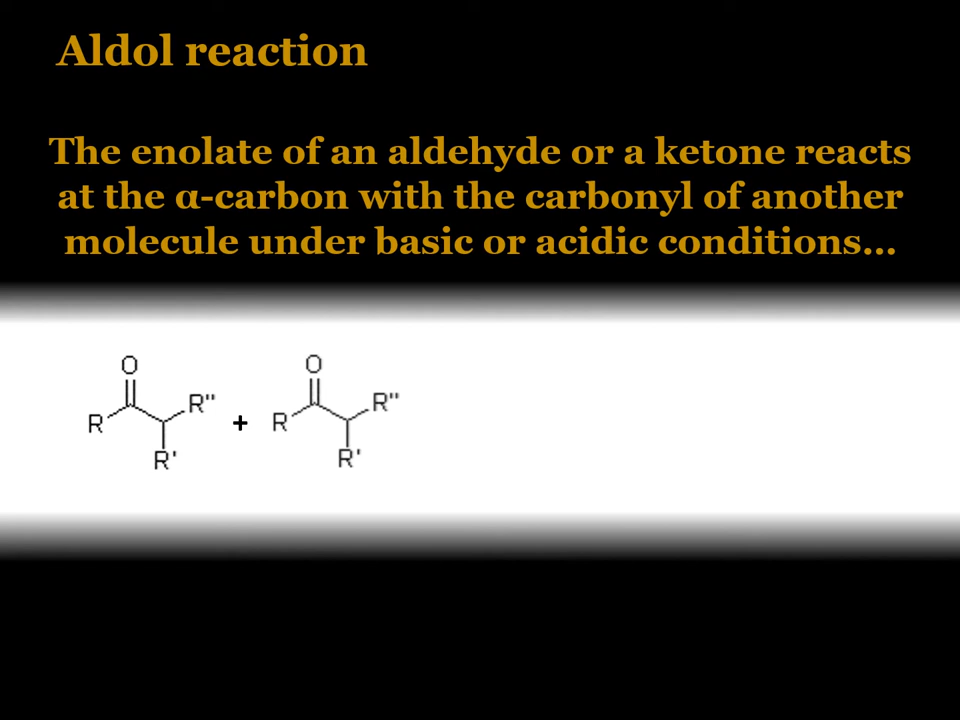 Aldol reaction
The enolate of an aldehyde or a ketone reacts
at the α-carbon with the carbonyl of another
molecule under basic or acidic conditions...
O
R
R"
R'
+
O
R
R"
R'